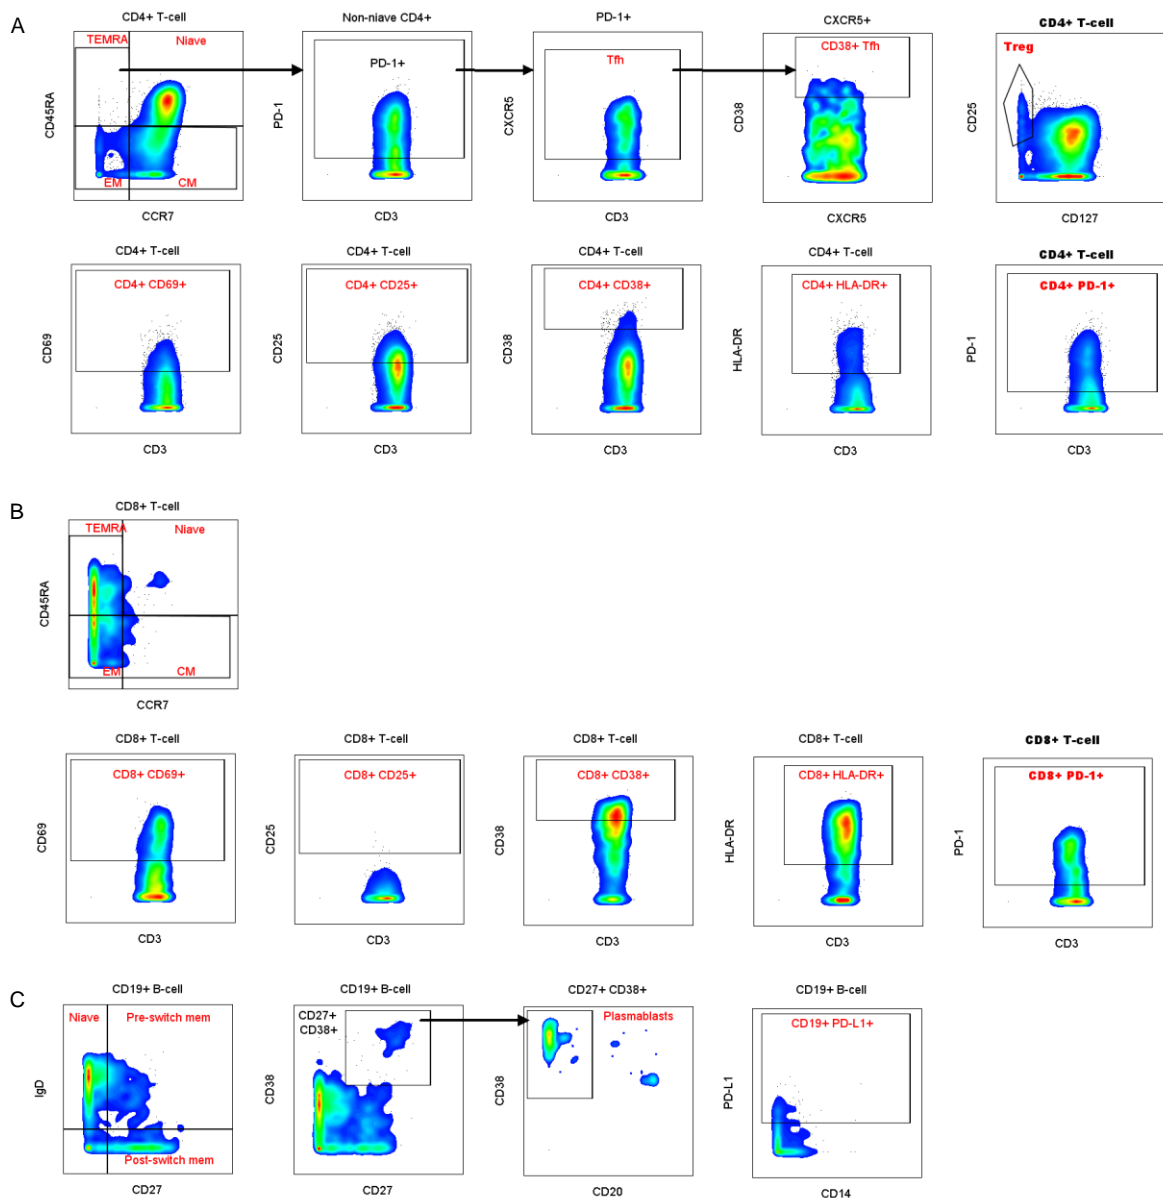 A
CD4+ T-cell
Non-niave CD4+
PD-1+
CXCR5+
CD4+ T-cell
TEMRA
Niave
PD-1+
Tfh
CD38+ Tfh
Treg
CD45RA
PD-1
CXCR5
CD38
CD25
EM
CM
CCR7
CD3
CD3
CXCR5
CD127
CD4+ T-cell
CD4+ T-cell
CD4+ T-cell
CD4+ T-cell
CD4+ T-cell
CD4+ CD69+
CD4+ CD25+
CD4+ CD38+
CD4+ HLA-DR+
CD4+ PD-1+
CD69
CD25
CD38
HLA-DR
PD-1
CD3
CD3
CD3
CD3
CD3
B
CD8+ T-cell
TEMRA
Niave
CD45RA
EM
CM
CCR7
CD8+ T-cell
CD8+ T-cell
CD8+ T-cell
CD8+ T-cell
CD8+ T-cell
CD8+ CD69+
CD8+ CD25+
CD8+ CD38+
CD8+ HLA-DR+
CD8+ PD-1+
CD69
CD25
CD38
HLA-DR
PD-1
CD3
CD3
CD3
CD3
CD3
C
CD19+ B-cell
CD19+ B-cell
CD27+ CD38+
CD19+ B-cell
Niave
Pre-switch mem
CD27+
CD38+
Plasmablasts
CD19+ PD-L1+
IgD
CD38
CD38
PD-L1
Post-switch mem
CD27
CD27
CD20
CD14